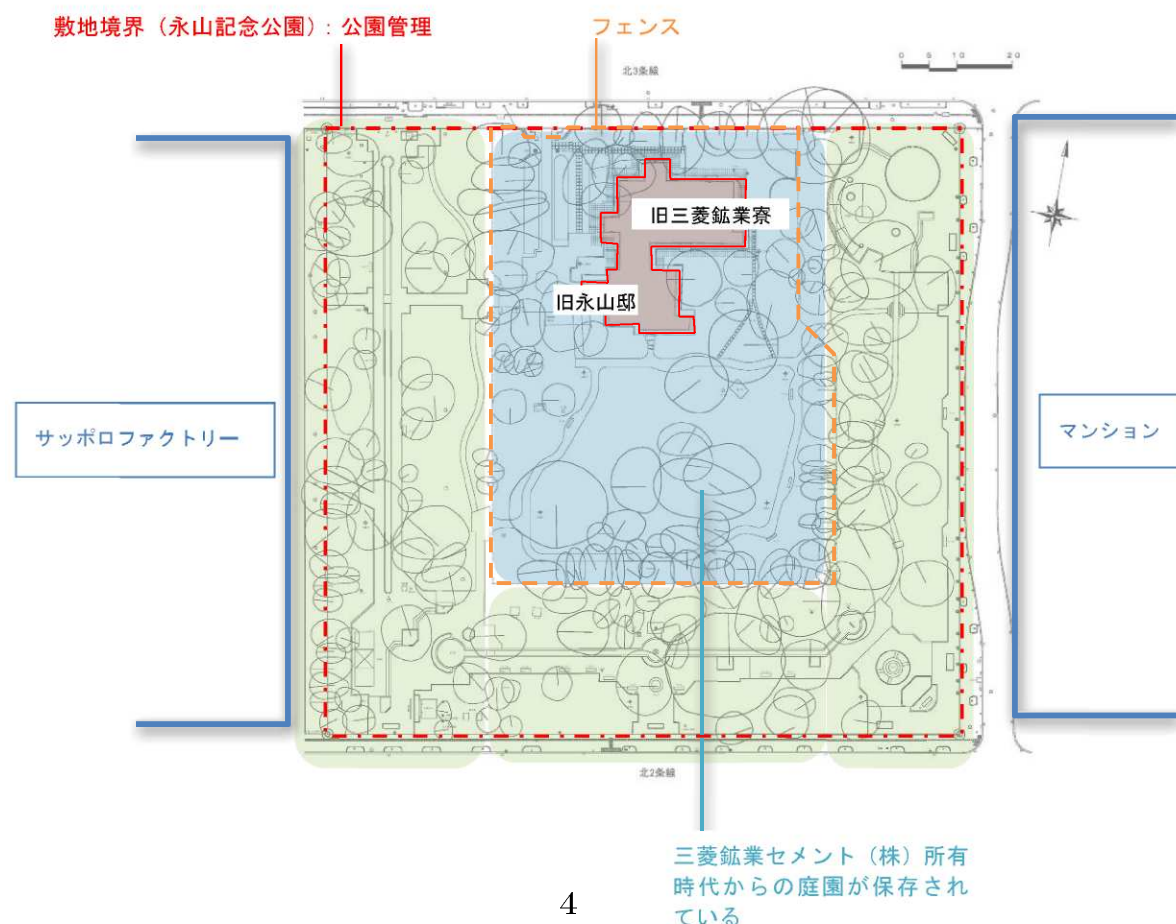 敷地境界（永山記念公園）：公園管理
フェンス
0 5 10 20
北3条線
旧三菱鉱業寮
旧永山邸
サッポロファクトリー
マンション
北2条線
三菱鉱業セメント（株）所有
時代からの庭園が保存され
ている
4